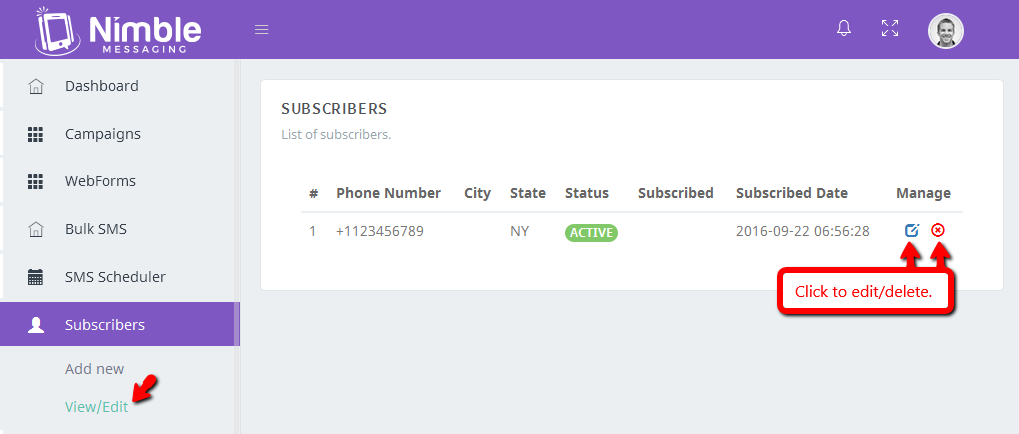 Nimble
MESSAGING
Dashboard
Campaigns
WebForms
Bulk SMS
SMS Scheduler
Subscribers
Add new
View/Edit
SUBSCRIBERS
List of subscribers.
# Phone Number City State Status Subscribed Subscribed Date Manage
1 +1123456789 NY ACTIVE 2016-09-22 06:56:28
Click to edit/delete.